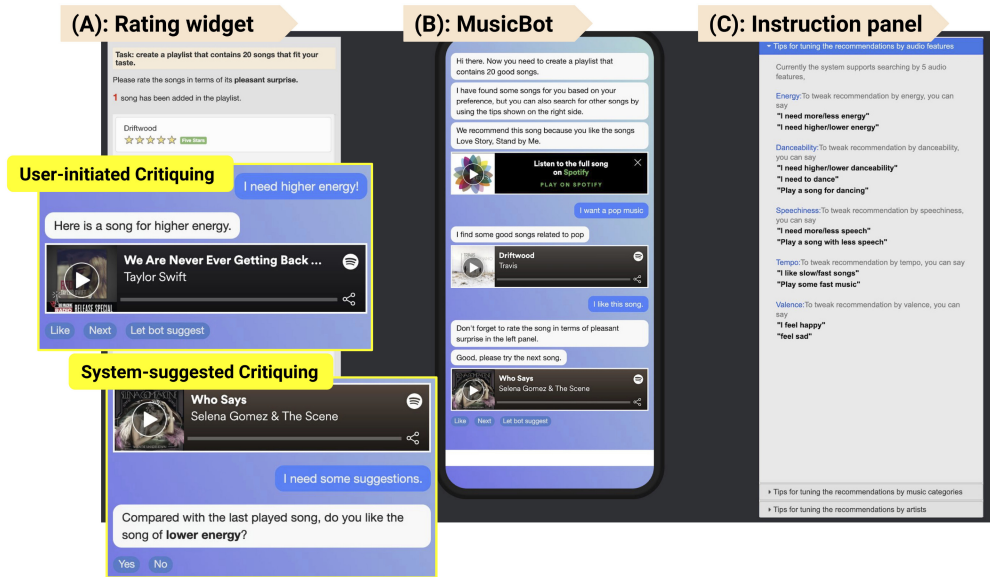 (A): Rating widget
Task: create a playlist that contains 20 songs that fit your
taste.
Please rate the songs in terms of its pleasant surprise.
1 song has been added in the playlist.
Driftwood
Five Stars
User-initiated Critiquing
I need higher energy!
Here is a song for higher energy.
We Are Never Ever Getting Back ...
Taylor Swift
RELEASE SPECIAL
Like Next Let bot suggest
System-suggested Critiquing
Who Says
Selena Gomez & The Scene
I need some suggestions.
Compared with the last played song, do you like the
song of lower energy?
Yes No
(B): MusicBot
Hi there. Now you need to create a playlist that
contains 20 good songs.
I have found some songs for you based on your
preference, but you can also search for other songs by
using the tips shown on the right side.
We recommend this song because you like the songs
Love Story, Stand by Me.
Listen to the full song
on Spotify
PLAY ON SPOTIFY
I want a pop music
I find some good songs related to pop
Driftwood
Travis
I like this song.
Don't forget to rate the song in terms of pleasant
surprise in the left panel.
Good, please try the next song.
Who Says
Selena Gomez & The Scene
Like Next Let bot suggest
(C): Instruction panel
Tips for tuning the recommendations by audio features
Currently the system supports searching by 5 audio
features,
Energy:To tweak recommendation by energy, you can
say
"I need more/less energy"
"I need higher/lower energy"
Danceability:To tweak recommendation by danceability,
you can say
"I need higher/lower danceability"
"I need to dance"
"Play a song for dancing"
Speechiness:To tweak recommendation by speechiness,
you can say
"I need more/less speech"
"Play a song with less speech"
Tempo:To tweak recommendation by tempo, you can say
"I like slow/fast songs"
"Play some fast music"
Valence:To tweak recommendation by valence, you can
say
"I feel happy"
"feel sad"
Tips for tuning the recommendations by music categories
Tips for tuning the recommendations by artists